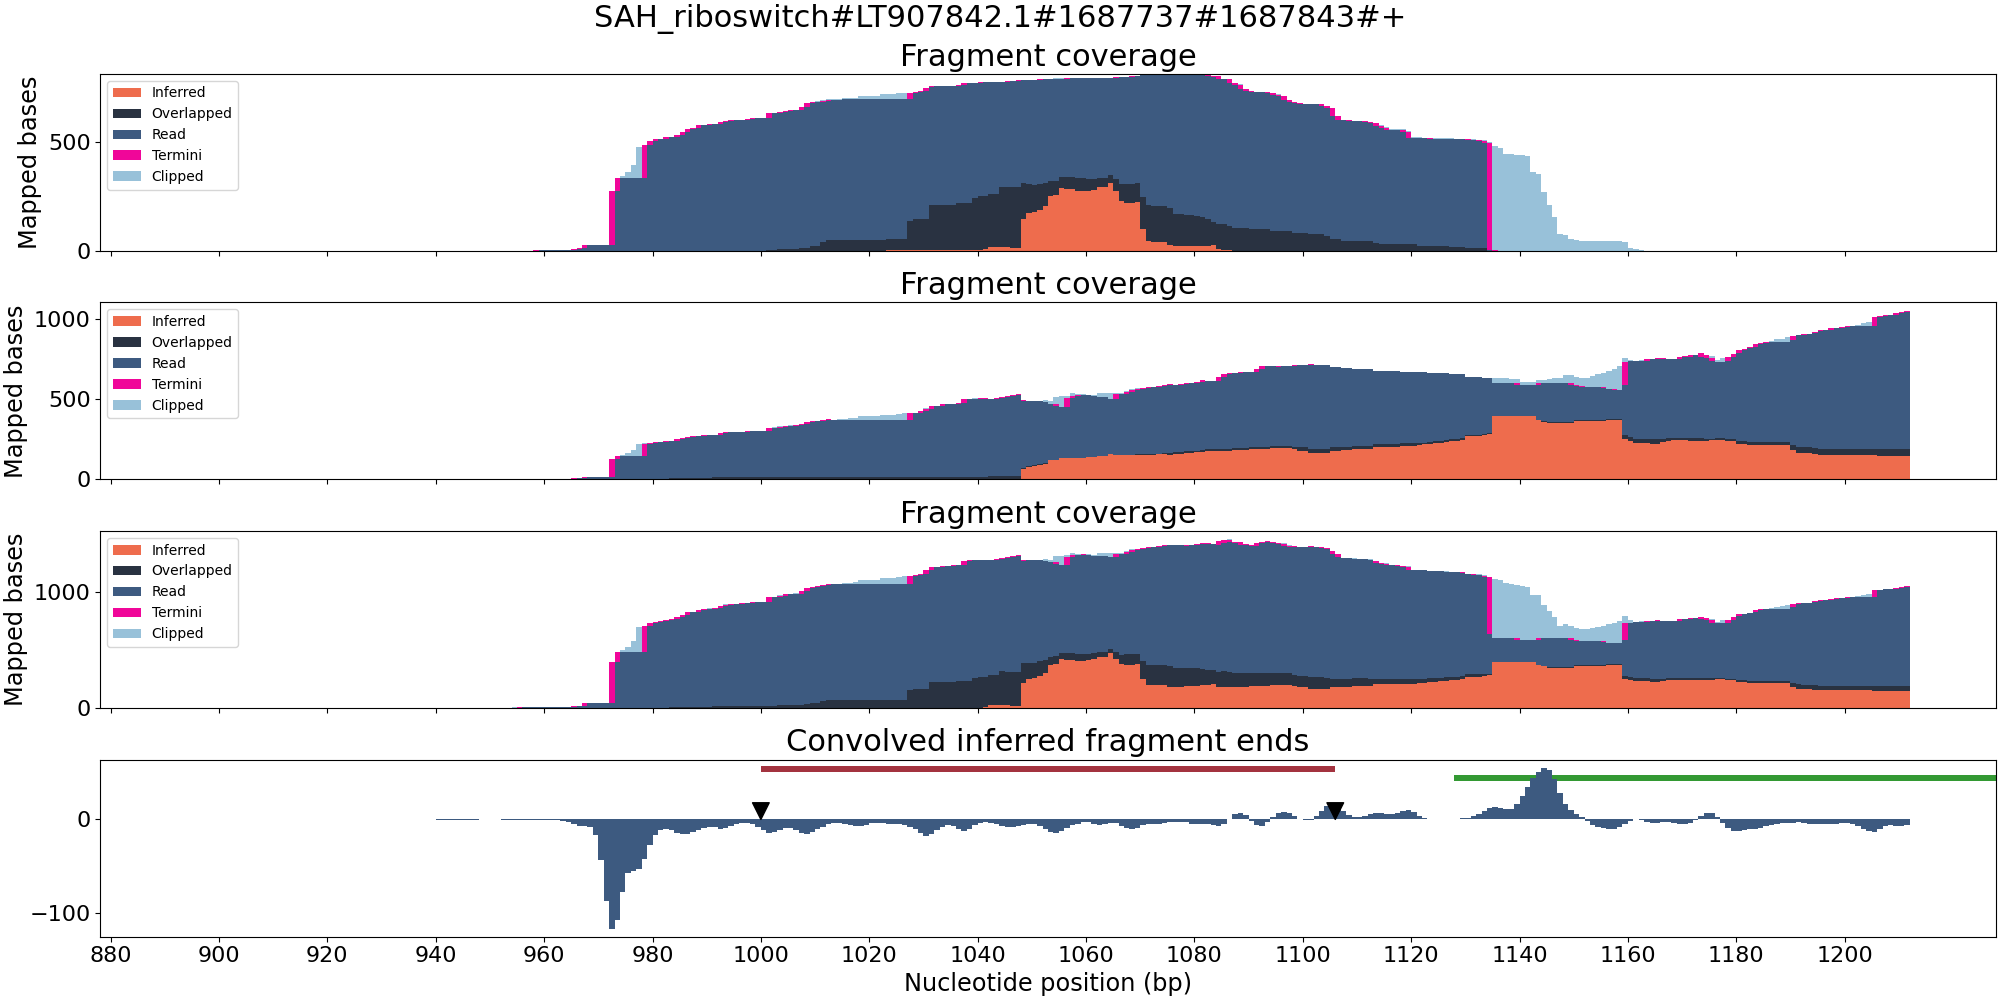 SAH_riboswitch#LT907842.1#1687737#1687843#+
Fragment coverage
Mapped bases
500
0
Inferred
Overlapped
Read
Termini
Clipped
Fragment coverage
Mapped bases
1000
500
0
Inferred
Overlapped
Read
Termini
Clipped
Fragment coverage
Mapped bases
1000
0
Inferred
Overlapped
Read
Termini
Clipped
Convolved inferred fragment ends
0
−100
880 900 920 940 960 980 1000 1020 1040 1060 1080 1100 1120 1140 1160 1180 1200
Nucleotide position (bp)